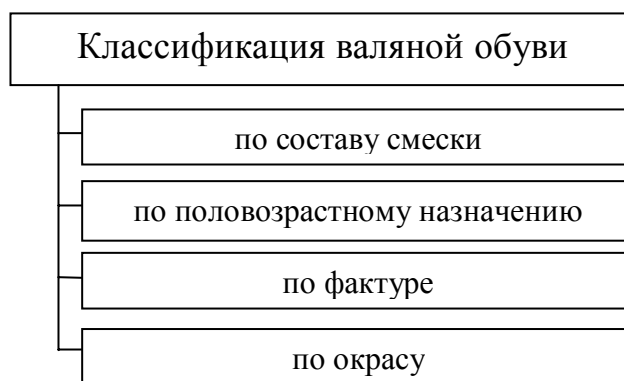 Классификация валяной обуви
по составу смески
по половозрастному назначению
по фактуре
по окрасу